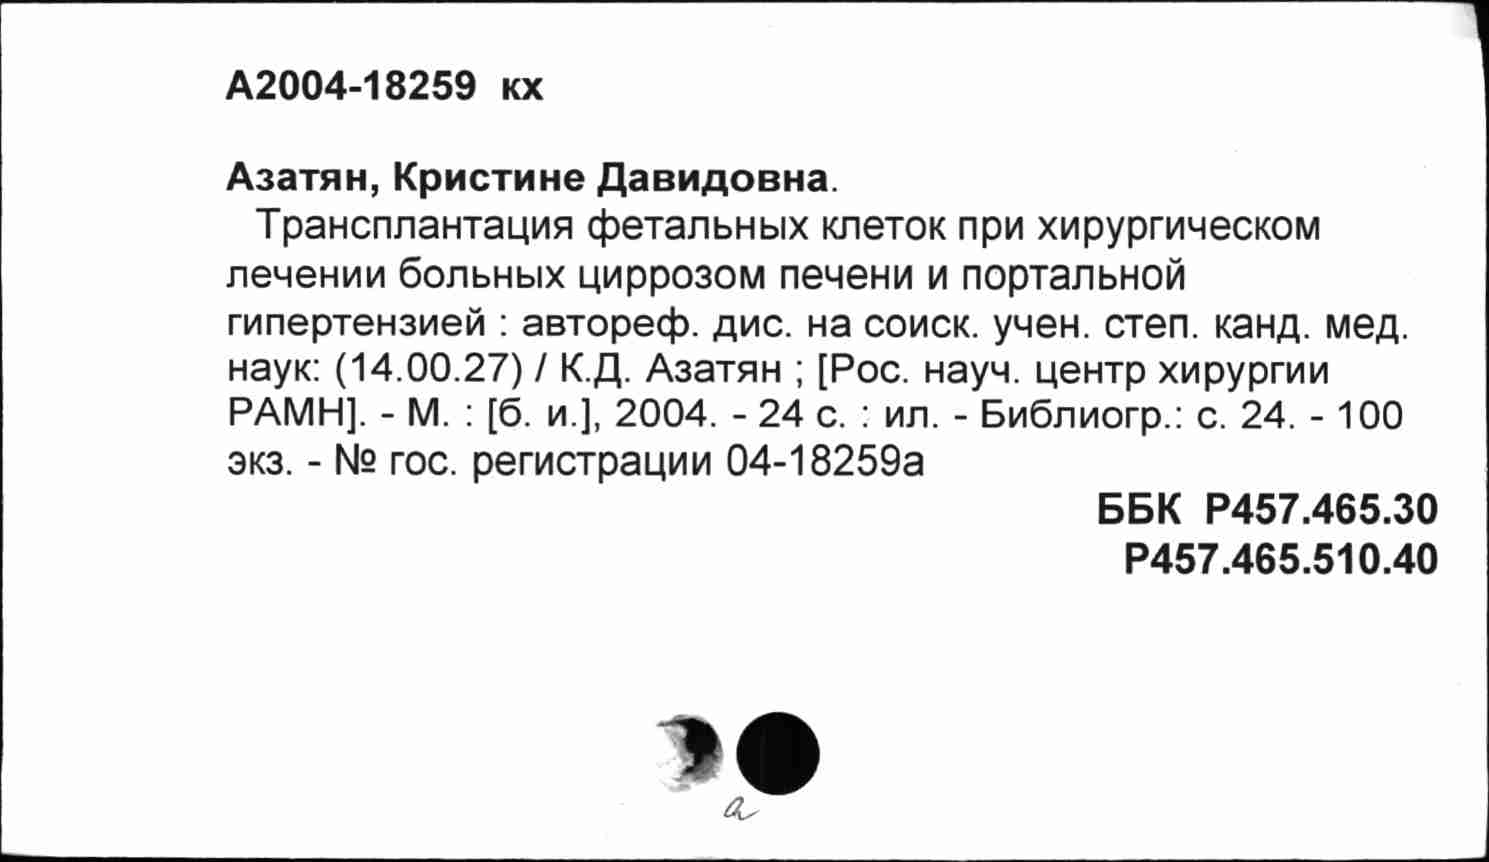 А2004-18259 кх
Азатян, Кристине Давидовна.
Трансплантация фетальных клеток при хирургическом
лечении больных циррозом печени и портальной
гипертензией : автореф. дис. на соиск. учен. степ. канд. мед.
наук: (14.00.27) / К.Д. Азатян ; [Рос. науч. центр хирургии
РАМН]. - М. : [б. и.], 2004. - 24 с. : ил. - Библиогр.: с. 24. - 100
экз. - № гос. регистрации 04-18259а
ББК Р457.465.30
Р457.465.510.40
а